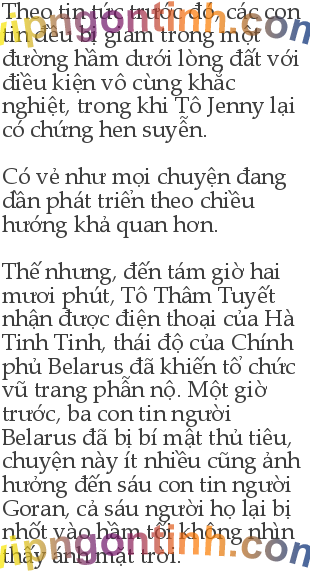 Theo tin tức trước đó, các con
tin đều bị giam trong một
đường hầm dưới lòng đất với
điều kiện vô cùng khắc
nghiệt, trong khi Tô Jenny lại
có chứng hen suyễn.
Có vẻ như mọi chuyện đang
dần phát triển theo chiều
hướng khả quan hơn.
Thế nhưng, đến tám giờ hai
mươi phút, Tô Thâm Tuyết
nhận được điện thoại của Hà
Tinh Tinh, thái độ của Chính
phủ Belarus đã khiến tổ chức
vũ trang phẫn nộ. Một giờ
trước, ba con tin người
Belarus đã bị bí mật thủ tiêu,
chuyện này ít nhiều cũng ảnh
hưởng đến sáu con tin người
Goran, cả sáu người họ lại bị
nhốt vào hầm tối không nhìn
thấy ánh mặt trời.